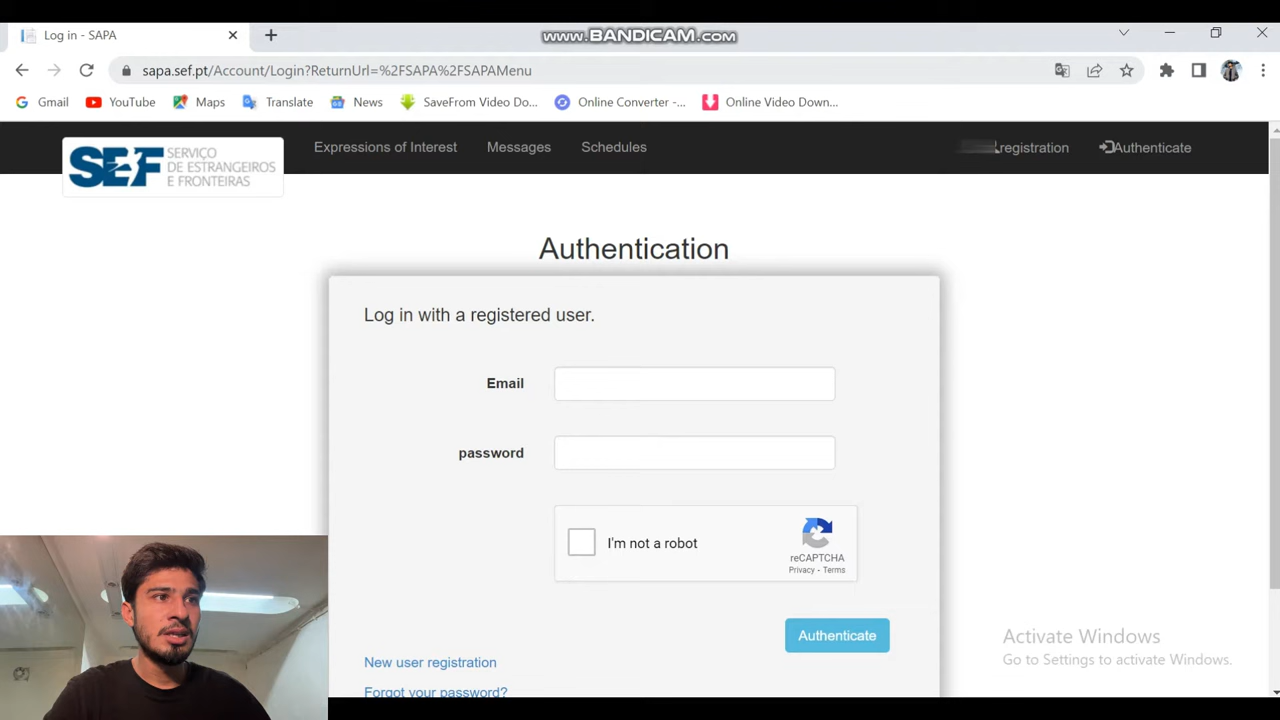 Log in - SAPA
www.BANDICAM.com
sapa.sef.pt/Account/Login?ReturnUrl=%2FSAPA%2FSAPAMenu
Gmail YouTube Maps Translate News SaveFrom Video Do... Online Converter -... Online Video Down...
SEF SERVIÇO DE ESTRANGEIROS E FRONTEIRAS
Expressions of Interest Messages Schedules registration Authenticate
Authentication
Log in with a registered user.
Email
password
I'm not a robot
reCAPTCHA
Privacy - Terms
Authenticate
New user registration
Forgot your password?
Activate Windows
Go to Settings to activate Windows.